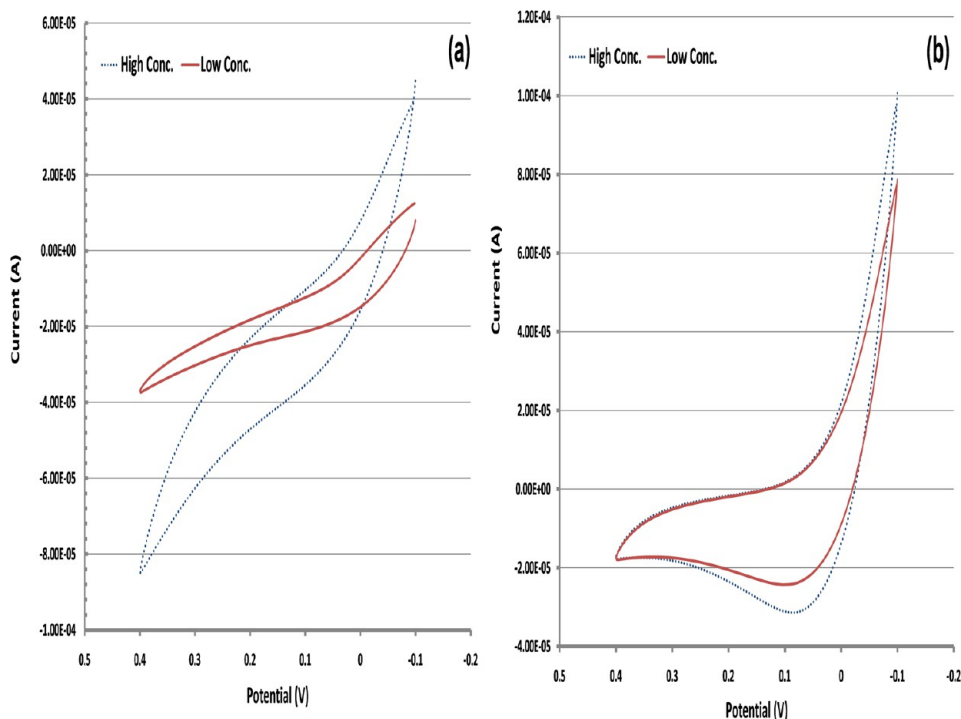 6.00E-05
(a)
High Conc. Low Conc.
4.00E-05
2.00E-05
0.00E+00
-2.00E-05
-4.00E-05
-6.00E-05
-8.00E-05
-1.00E-04
0.5 0.4 0.3 0.2 0.1 0 -0.1 -0.2
Current (A)
Potential (V)
1.20E-04
(b)
High Conc. Low Conc.
1.00E-04
8.00E-05
6.00E-05
4.00E-05
2.00E-05
0.00E+00
-2.00E-05
-4.00E-05
0.5 0.4 0.3 0.2 0.1 0 -0.1 -0.2
Current (A)
Potential (V)